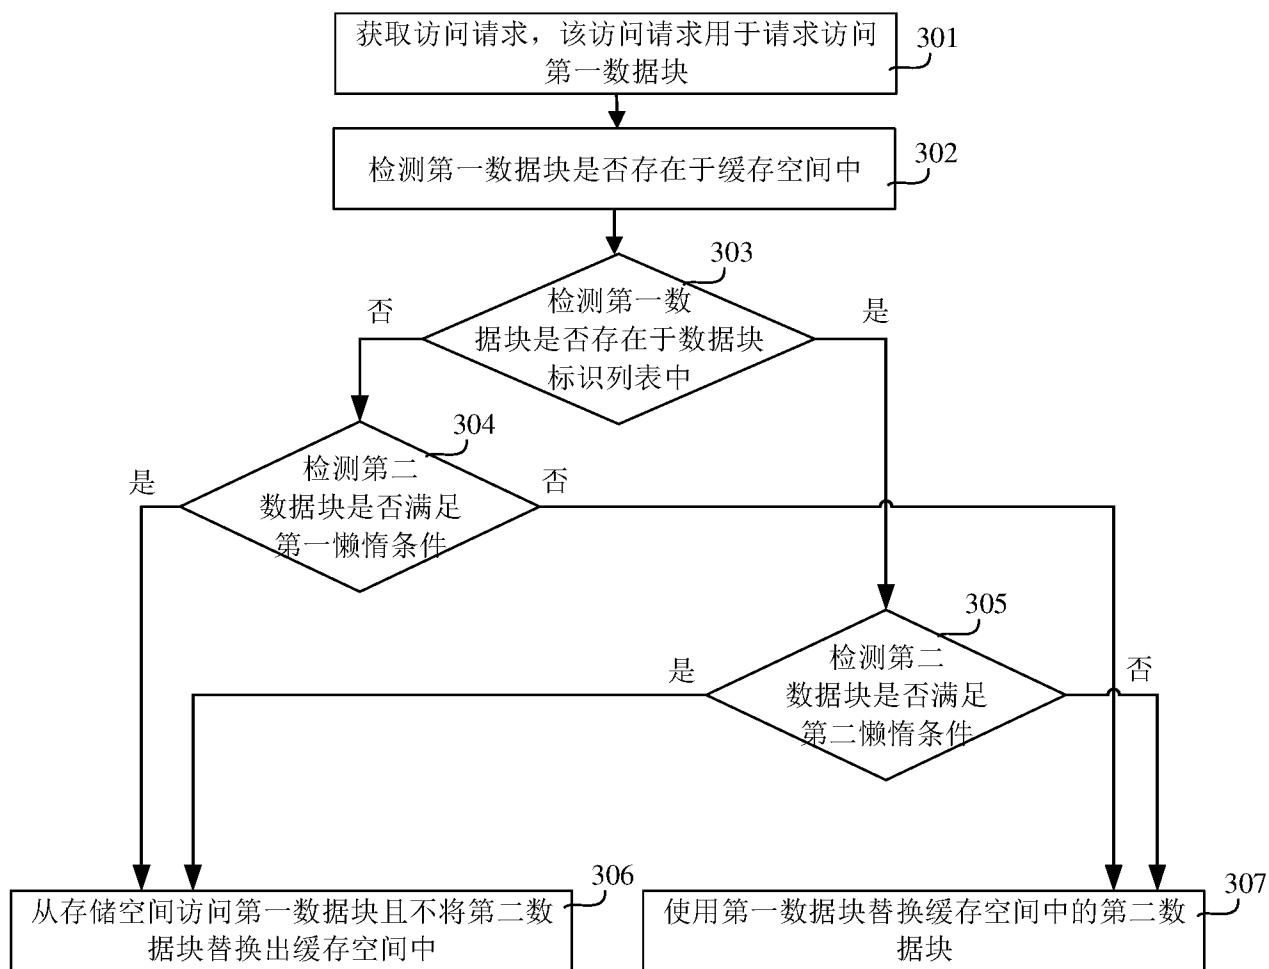 获取访问请求，该访问请求用于请求访问
第一数据块
301
检测第一数据块是否存在于缓存空间中
302
303
检测第一数
据块是否存在于数据块
标识列表中
否
是
304
检测第二
数据块是否满足
第一懒惰条件
是
否
305
检测第二
数据块是否满足
第二懒惰条件
是
否
306
从存储空间访问第一数据块且不将第二数
据块替换出缓存空间中
307
使用第一数据块替换缓存空间中的第二数
据块